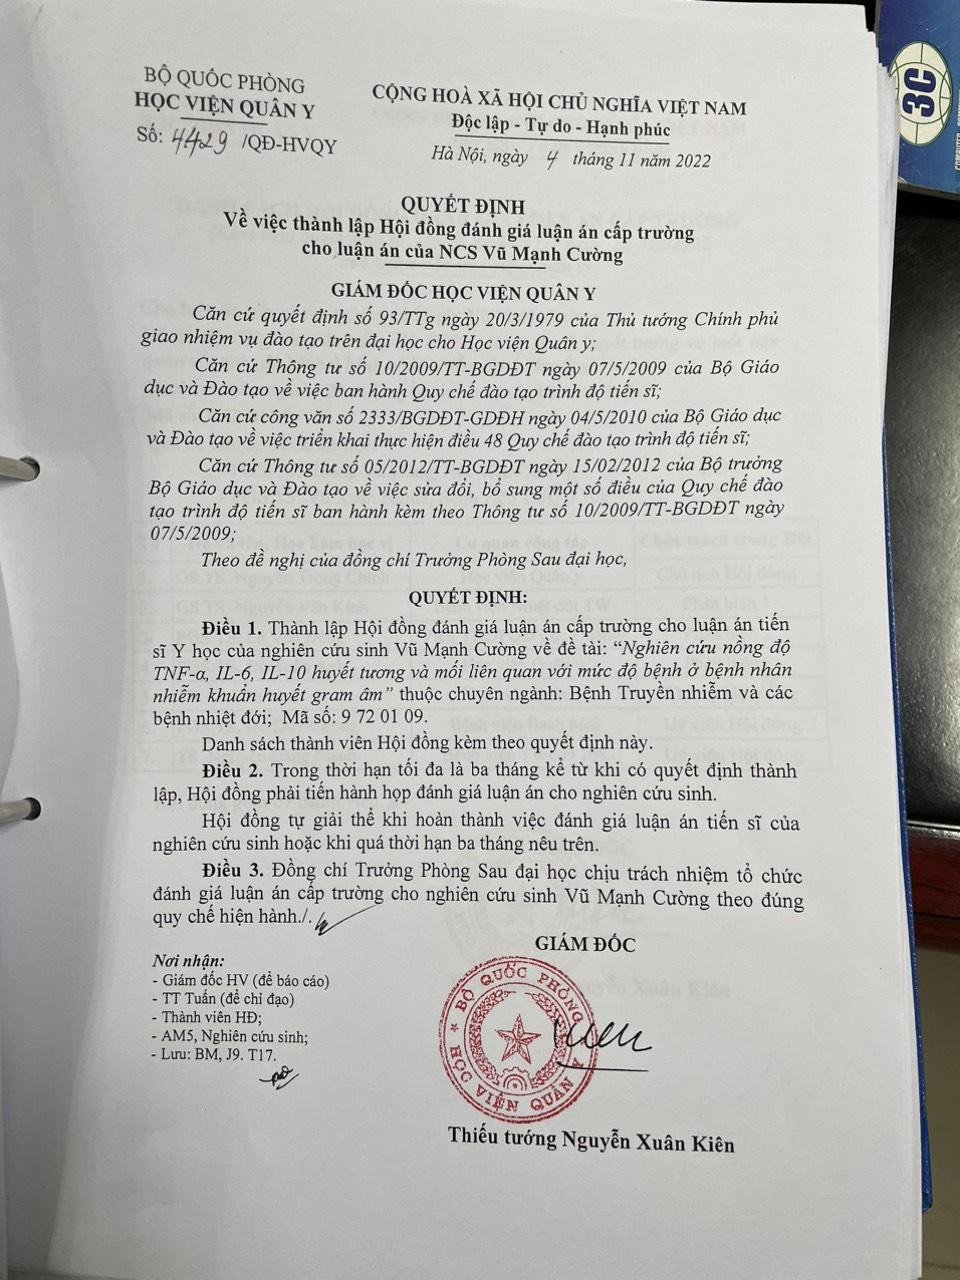 BỘ QUỐC PHÒNG
HỌC VIỆN QUÂN Y
Số: 4429 /QĐ-HVQY
CỘNG HOÀ XÃ HỘI CHỦ NGHĨA VIỆT NAM
Độc lập - Tự do - Hạnh phúc
Hà Nội, ngày 4 tháng 11 năm 2022
QUYẾT ĐỊNH
Về việc thành lập Hội đồng đánh giá luận án cấp trường
cho luận án của NCS Vũ Mạnh Cường
GIÁM ĐỐC HỌC VIỆN QUÂN Y
Căn cứ quyết định số 93/TTg ngày 20/3/1979 của Thủ tướng Chính phủ
giao nhiệm vụ đào tạo trên đại học cho Học viện Quân y;
Căn cứ Thông tư số 10/2009/TT-BGDĐT ngày 07/5/2009 của Bộ Giáo
dục và Đào tạo về việc ban hành Quy chế đào tạo trình độ tiến sĩ;
Căn cứ công văn số 2333/BGDĐT-GDĐH ngày 04/5/2010 của Bộ Giáo dục
và Đào tạo về việc triển khai thực hiện điều 48 Quy chế đào tạo trình độ tiến sĩ;
Căn cứ Thông tư số 05/2012/TT-BGDĐT ngày 15/02/2012 của Bộ trưởng
Bộ Giáo dục và Đào tạo về việc sửa đổi, bổ sung một số điều của Quy chế đào
tạo trình độ tiến sĩ ban hành kèm theo Thông tư số 10/2009/TT-BGDĐT ngày
07/5/2009;
Theo đề nghị của đồng chí Trưởng Phòng Sau đại học,
QUYẾT ĐỊNH:
Điều 1. Thành lập Hội đồng đánh giá luận án cấp trường cho luận án tiến
sĩ Y học của nghiên cứu sinh Vũ Mạnh Cường về đề tài: “Nghiên cứu nồng độ
TNF-α, IL-6, IL-10 huyết tương và mối liên quan với mức độ bệnh ở bệnh nhân
nhiễm khuẩn huyết gram âm” thuộc chuyên ngành: Bệnh Truyền nhiễm và các
bệnh nhiệt đới; Mã số: 9 72 01 09.
Danh sách thành viên Hội đồng kèm theo quyết định này.
Điều 2. Trong thời hạn tối đa là ba tháng kể từ khi có quyết định thành
lập, Hội đồng phải tiến hành họp đánh giá luận án cho nghiên cứu sinh.
Hội đồng tự giải thể khi hoàn thành việc đánh giá luận án tiến sĩ của
nghiên cứu sinh hoặc khi quá thời hạn ba tháng nêu trên.
Điều 3. Đồng chí Trưởng Phòng Sau đại học chịu trách nhiệm tổ chức
đánh giá luận án cấp trường cho nghiên cứu sinh Vũ Mạnh Cường theo đúng
quy chế hiện hành./.
Nơi nhận:
- Giám đốc HV (để báo cáo)
- TT Tuấn (để chỉ đạo)
- Thành viên HĐ;
- AM5, Nghiên cứu sinh;
- Lưu: BM, J9. T17.
GIÁM ĐỐC
BỘ QUỐC PHÒNG
HỌC VIỆN QUÂN Y
Thiếu tướng Nguyễn Xuân Kiên
3C